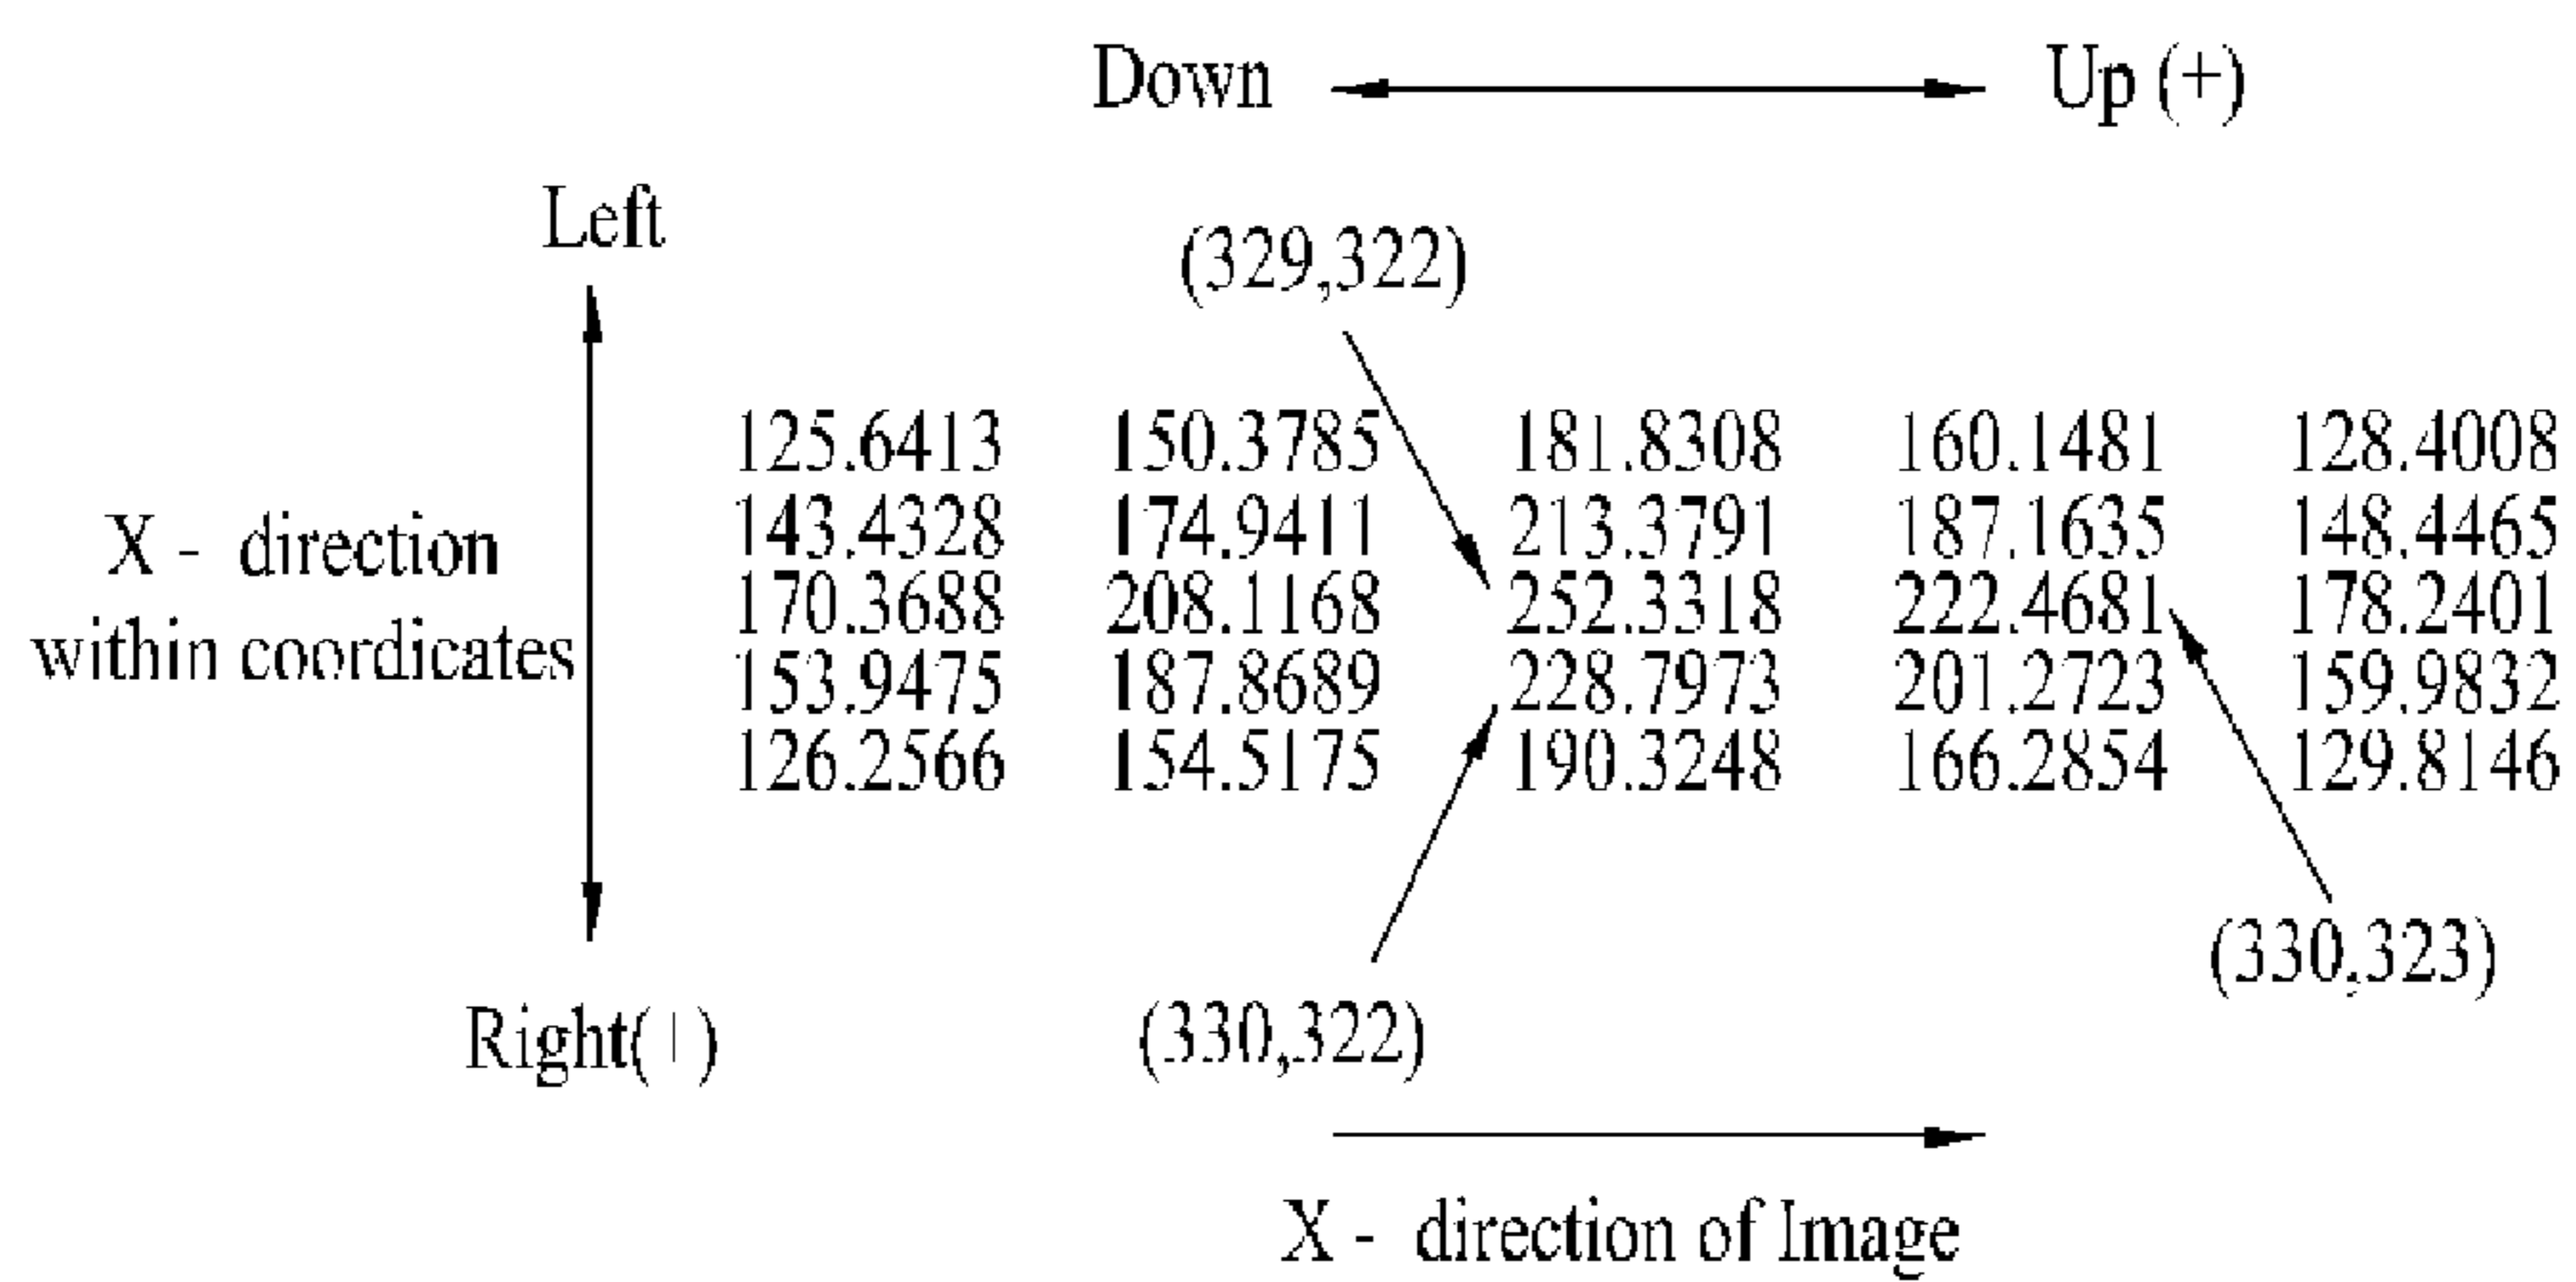 Down Up (+)
Left
(329,322)
125.6413 150.3785 181.8308 160.1481 128.4008
143.4328 174.9411 213.3791 187.1635 148.4465
X - direction
170.3688 208.1168 252.3318 222.4681 178.2401
within coordicates
153.9475 187.8689 228.7973 201.2723 159.9832
126.2566 154.5175 190.3248 166.2854 129.8146
(330,323)
Right(+)
(330,322)
X - direction of Image